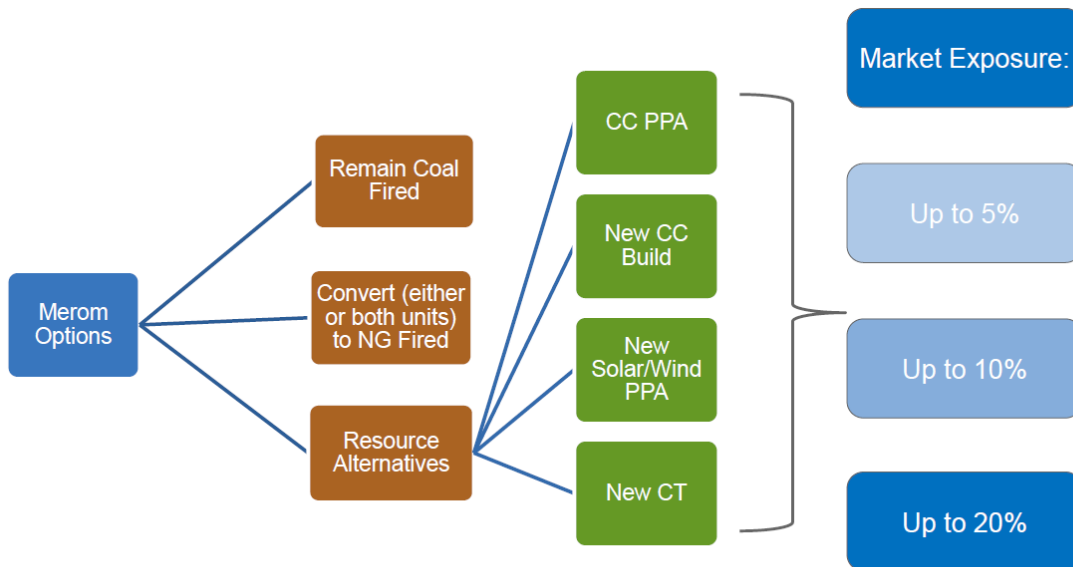 Merom
Options
Remain Coal
Fired
Convert (either
or both units)
to NG Fired
Resource
Alternatives
CC PPA
New CC
Build
New
Solar/Wind
PPA
New CT
Market Exposure:
Up to 5%
Up to 10%
Up to 20%